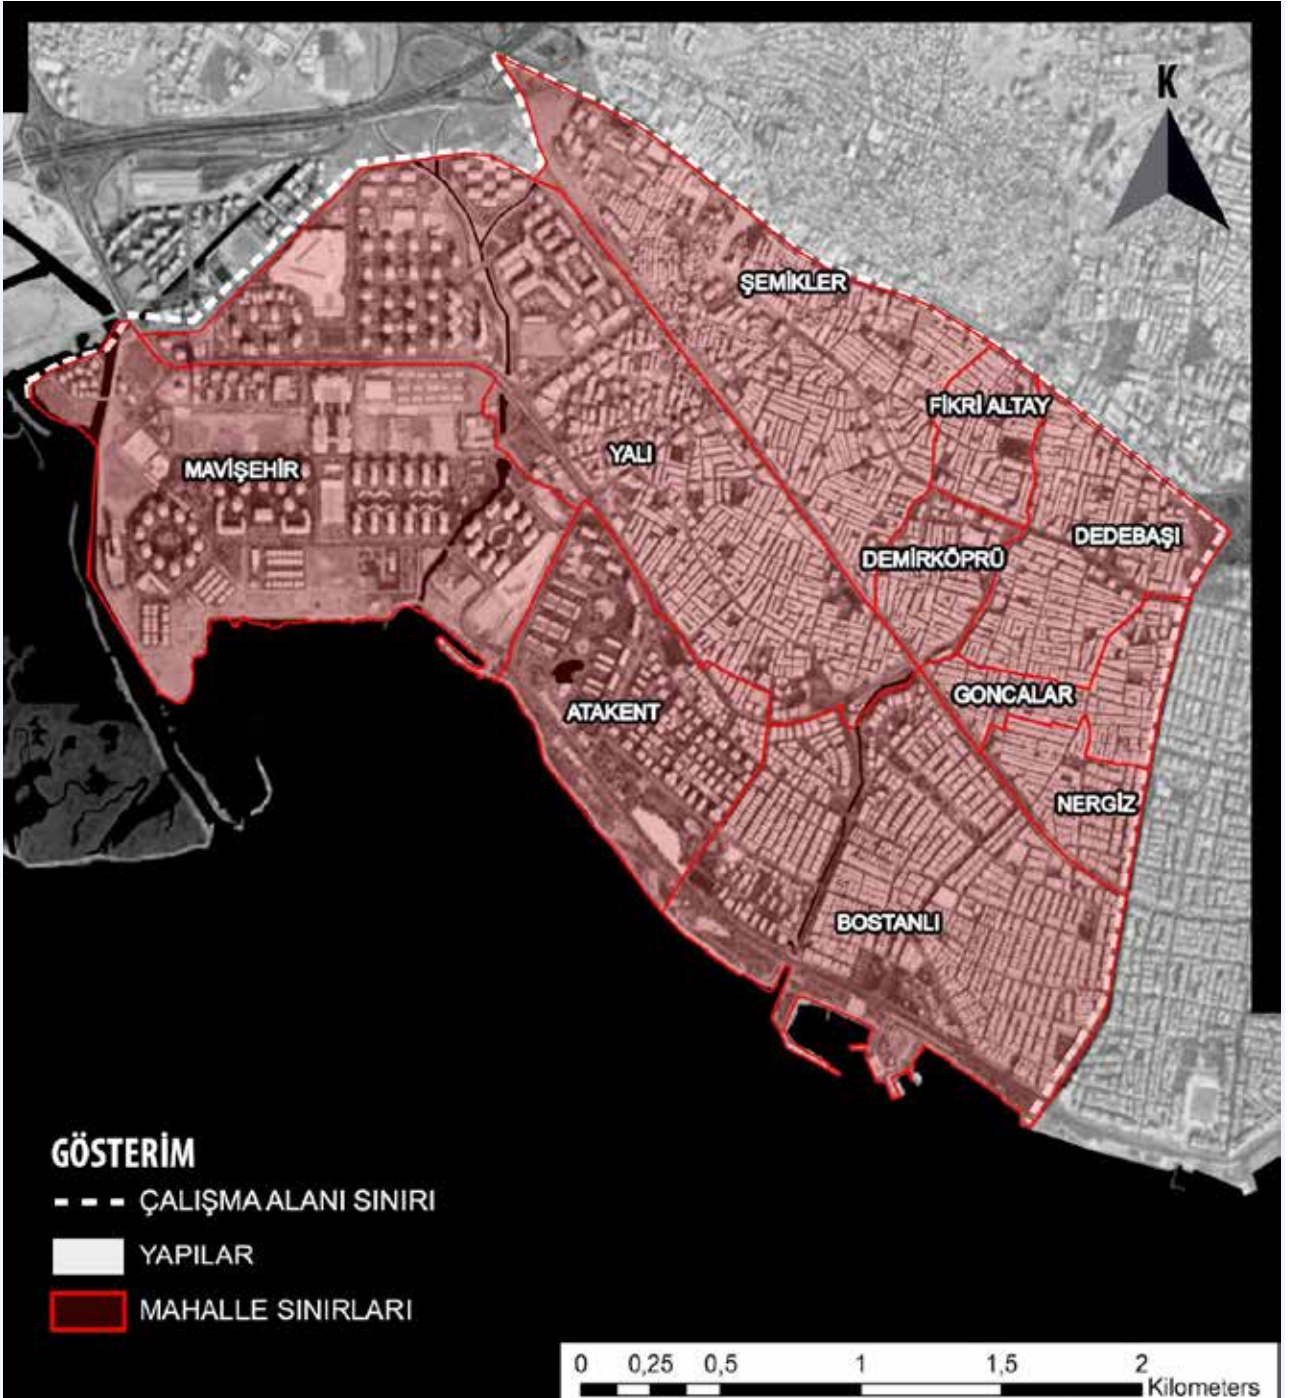 K
ŞEMİKLER
FİKRİ ALTAY
YALI
MAVİŞEHİR
DEDEBAŞI
DEMİRKÖPRÜ
GONCALAR
ATAKENT
NERGİZ
BOSTANLI
GÖSTERİM
ÇALIŞMA ALANI SINIRI
YAPILAR
MAHALLE SINIRLARI
0 0,25 0,5 1 1,5 2
Kilometers